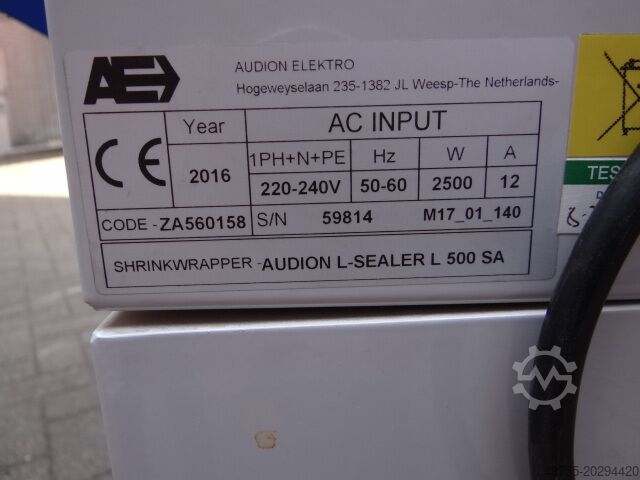 AE
AUDION ELEKTRO
Hogeweyselaan 235-1382 JL Weesp-The Netherlands-
CE
Year
AC INPUT
2016
1PH+N+PE Hz W A
220-240V 50-60 2500 12
CODE - ZA560158 S/N 59814 M17_01_140
SHRINKWRAPPER - AUDION L-SEALER L 500 SA
TES
-20294420